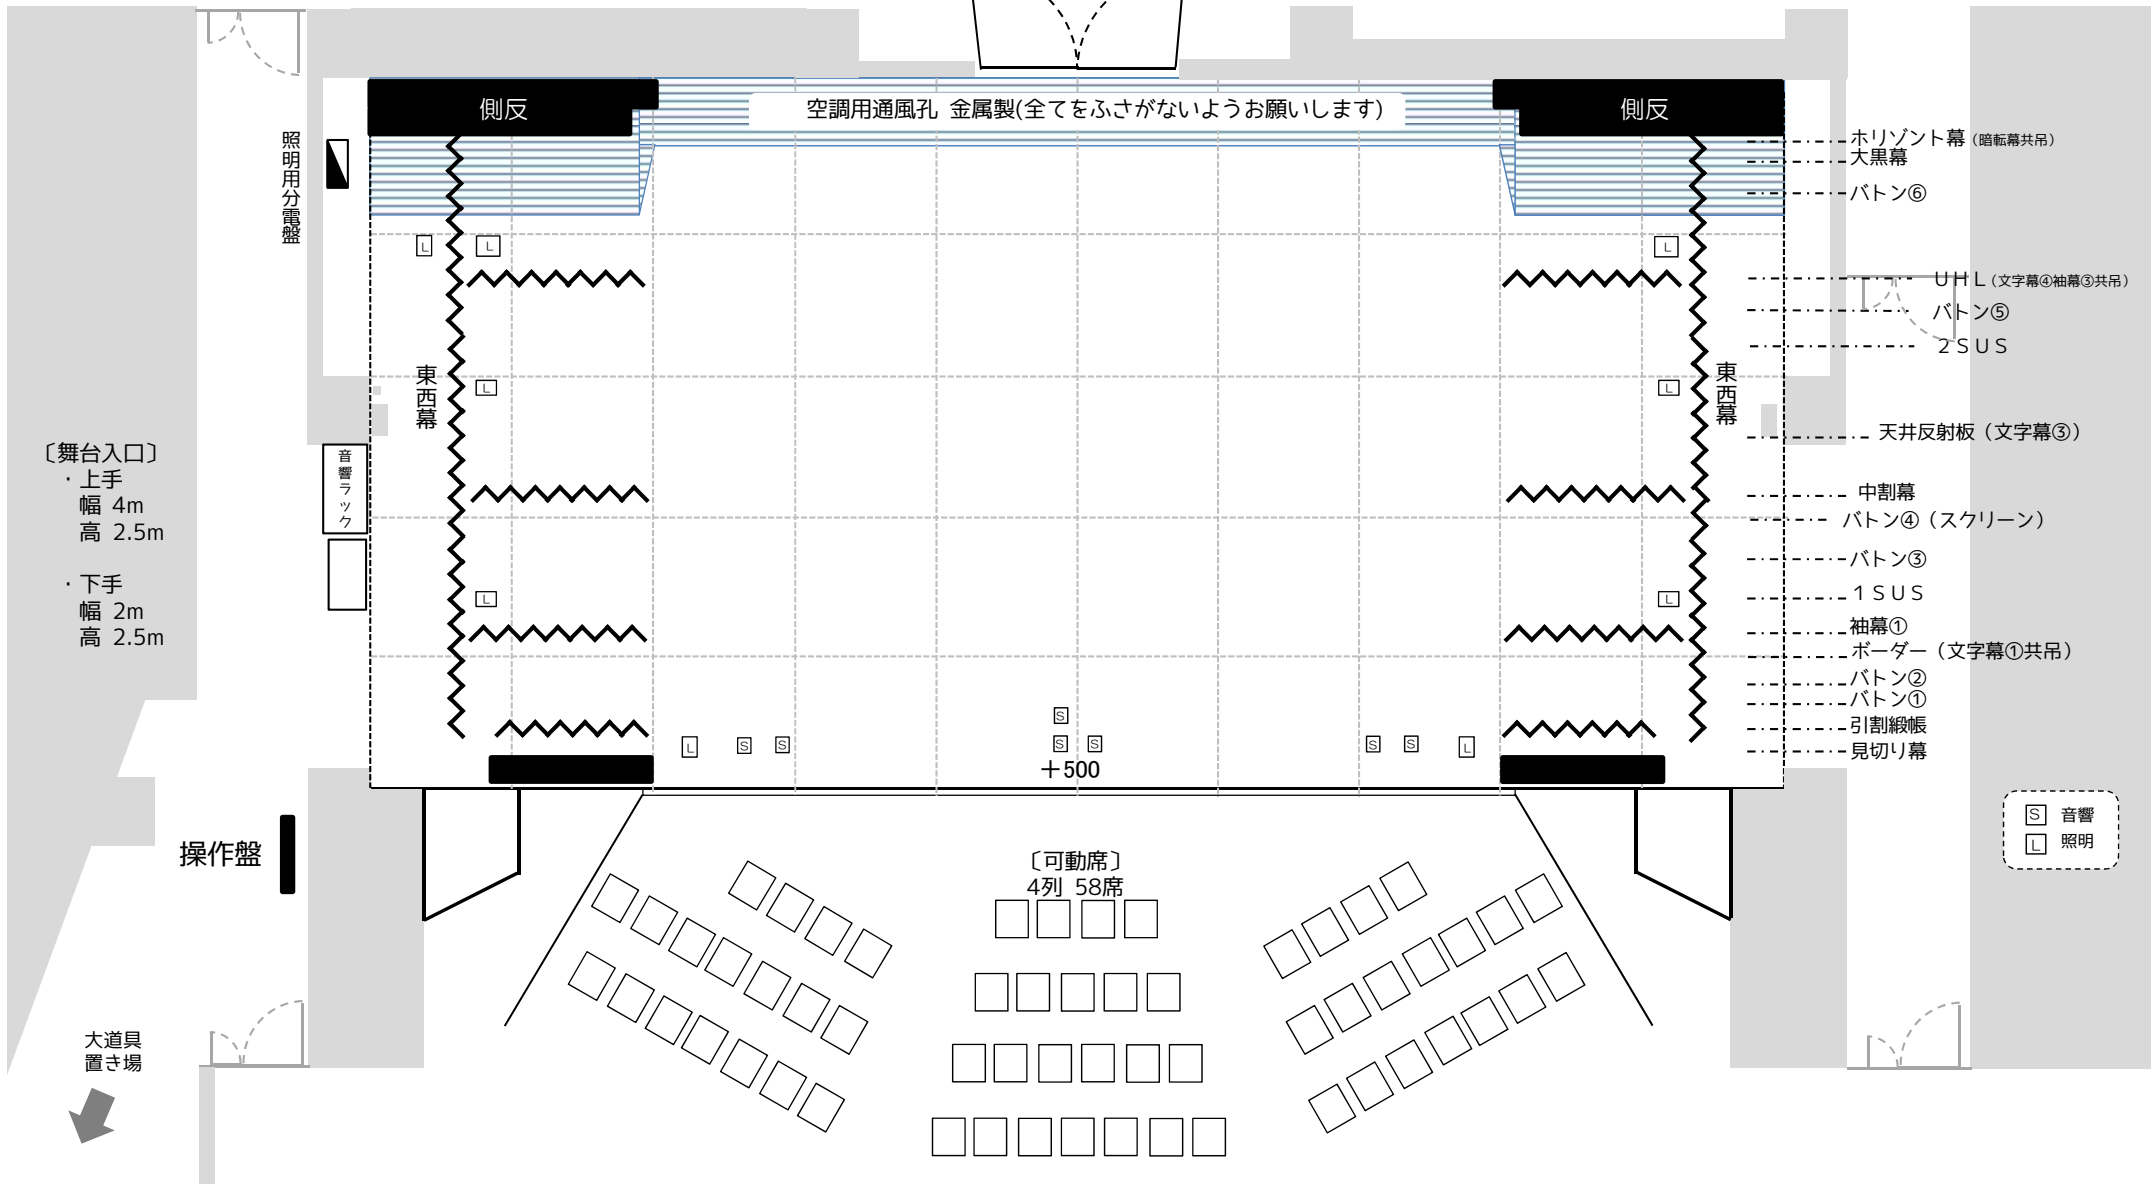 側反
空調用通風孔 金属製(全てをふさがないようお願いします)
側反
照明用分電盤
ホリゾント幕（暗転幕共吊）
大黒幕
バトン⑥
L
L
L
ＵＨＬ（文字幕④袖幕③共吊）
バトン⑤
２ＳＵＳ
東西幕
L
L
東西幕
天井反射板（文字幕③）
〔舞台入口〕
・上手
幅 4m
高 2.5m
・下手
幅 2m
高 2.5m
音響ラック
中割幕
バトン④（スクリーン）
バトン③
１ＳＵＳ
L
L
袖幕①
ボーダー（文字幕①共吊）
バトン②
バトン①
引割緞帳
見切り幕
S
L
S
S
S
S
S
S
L
＋500
S 音響
L 照明
操作盤
〔可動席〕
4列 58席
大道具
置き場